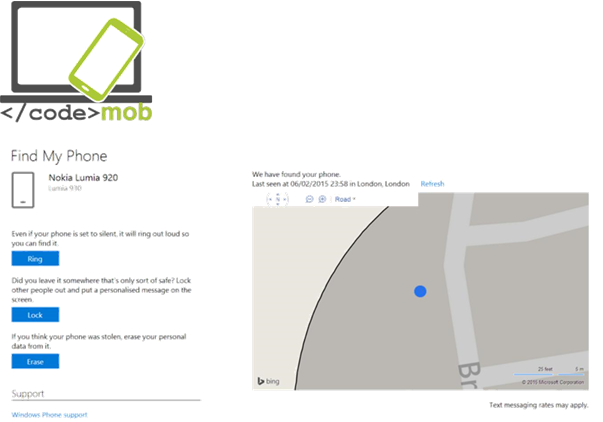 </code>mob
Find My Phone
Nokia Lumia 920
Lumia 930
Even if your phone is set to silent, it will ring out loud so
you can find it.
Ring
Did you leave it somewhere that's only sort of safe? Lock
other people out and put a personalised message on the
screen.
Lock
If you think your phone was stolen, erase your personal
data from it.
Erase
Support
Windows Phone support
We have found your phone.
Last seen at 06/02/2015 23:58 in London, London Refresh
Road
Br
bing
25 feet
© 2015 Microsoft Corporation
Text messaging rates may apply.